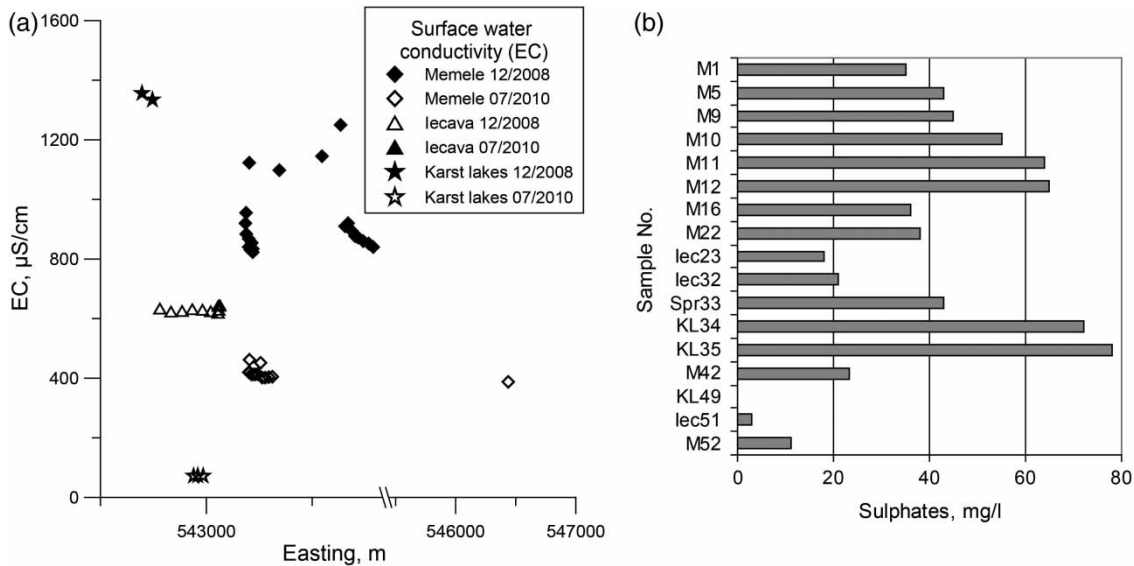 (a)
1600
1200
800
400
0
EC, µS/cm
543000
546000
547000
Easting, m
Surface water
conductivity (EC)
Memele 12/2008
Memele 07/2010
Iecava 12/2008
Iecava 07/2010
Karst lakes 12/2008
Karst lakes 07/2010
(b)
Sample No.
M1
M5
M9
M10
M11
M12
M16
M22
Iec23
Iec32
Spr33
KL34
KL35
M42
KL49
Iec51
M52
0 20 40 60 80
Sulphates, mg/l